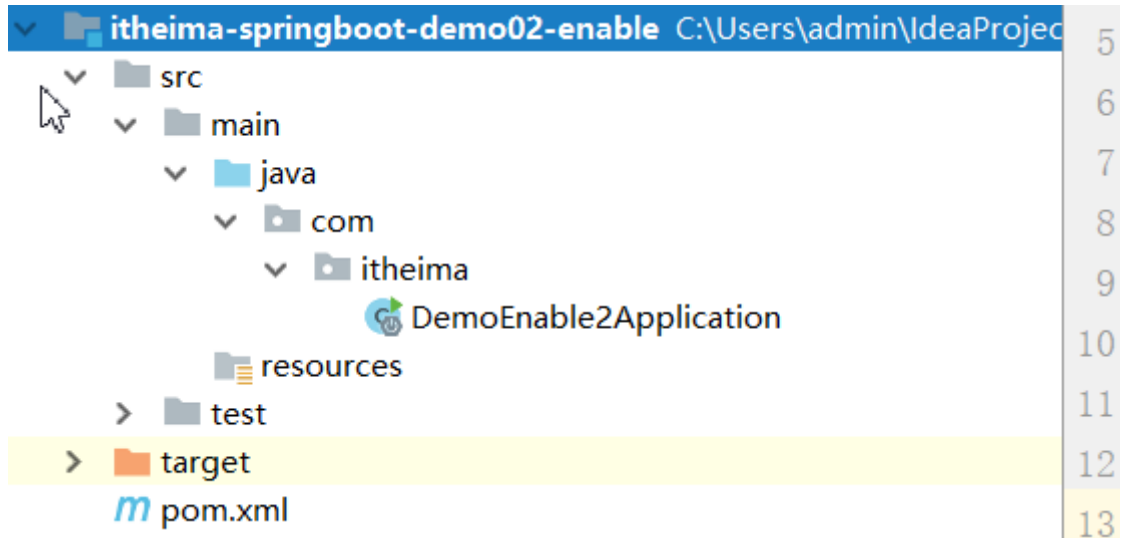 itheima-springboot-demo02-enable C:\Users\admin\IdeaProjec
src
main
java
com
itheima
DemoEnable2Application
resources
test
target
m pom.xml
5
6
7
8
9
10
11
12
13